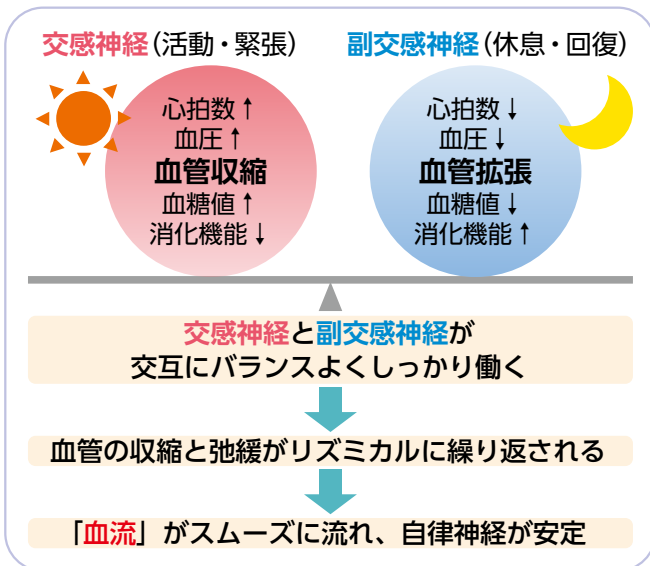 交感神経(活動・緊張)
心拍数↑
血圧↑
血管収縮
血糖値↑
消化機能↓
副交感神経(休息・回復)
心拍数↓
血圧↓
血管拡張
血糖値↓
消化機能↑
交感神経と副交感神経が
交互にバランスよくしっかり働く
血管の収縮と弛緩がリズミカルに繰り返される
「血流」がスムーズに流れ、自律神経が安定